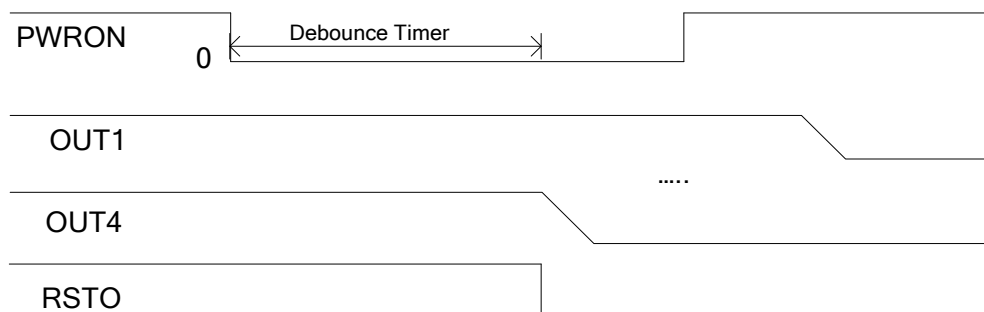 PWRON
Debounce Timer
0
OUT1
.....
OUT4
RSTO